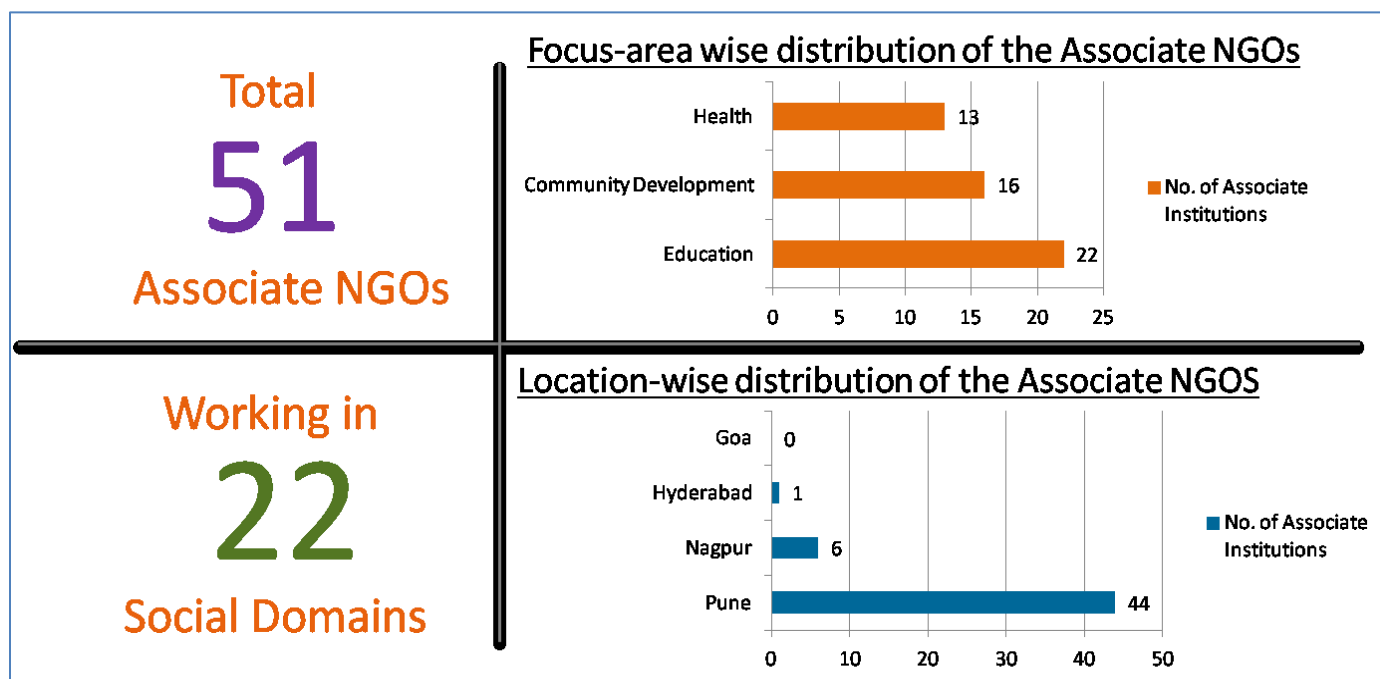 Total
51
Associate NGOs
Focus-area wise distribution of the Associate NGOs
Health
13
Community Development
16
Education
22
0 5 10 15 20 25
No. of Associate
Institutions
Working in
22
Social Domains
Location-wise distribution of the Associate NGOS
Goa
0
Hyderabad
1
Nagpur
6
Pune
44
0 10 20 30 40 50
No. of Associate
Institutions